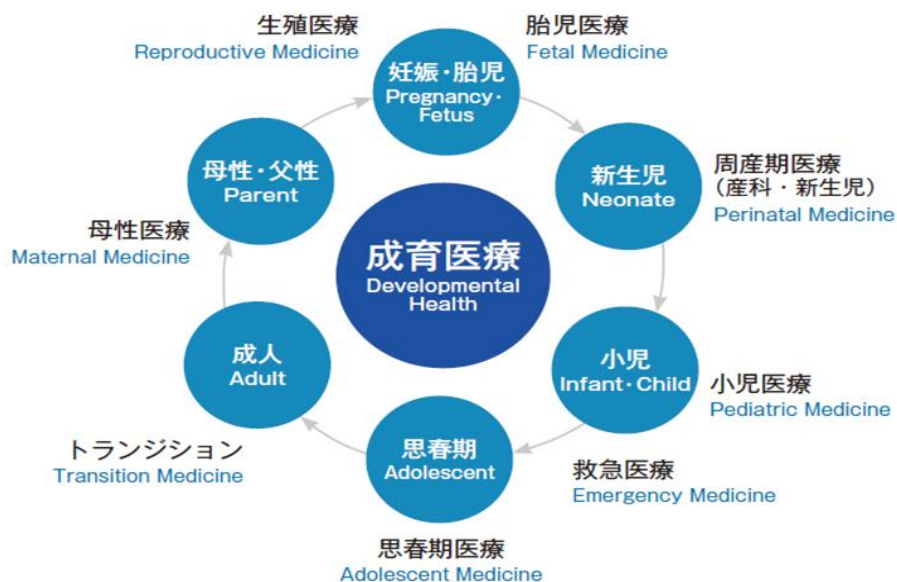 生殖医療
Reproductive Medicine
胎児医療
Fetal Medicine
妊娠・胎児
Pregnancy・
Fetus
母性・父性
Parent
新生児
Neonate
周産期医療
(産科・新生児)
Perinatal Medicine
母性医療
Maternal Medicine
成育医療
Developmental
Health
成人
Adult
小児
Infant・Child
小児医療
Pediatric Medicine
トランジション
Transition Medicine
思春期
Adolescent
救急医療
Emergency Medicine
思春期医療
Adolescent Medicine